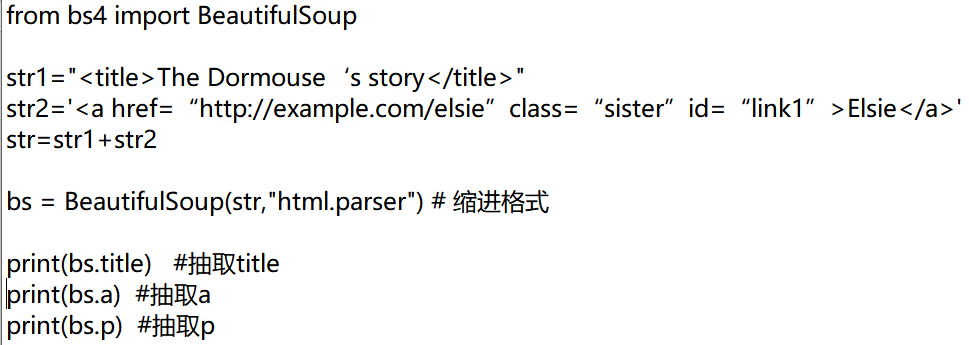 from bs4 import BeautifulSoup
str1="<title>The Dormouse‘s story</title>"
str2='<a href=“http://example.com/elsie”class=“sister”id=“link1”>Elsie</a>'
str=str1+str2
bs = BeautifulSoup(str,"html.parser") # 缩进格式
print(bs.title)   #抽取title
print(bs.a)  #抽取a
print(bs.p)  #抽取p